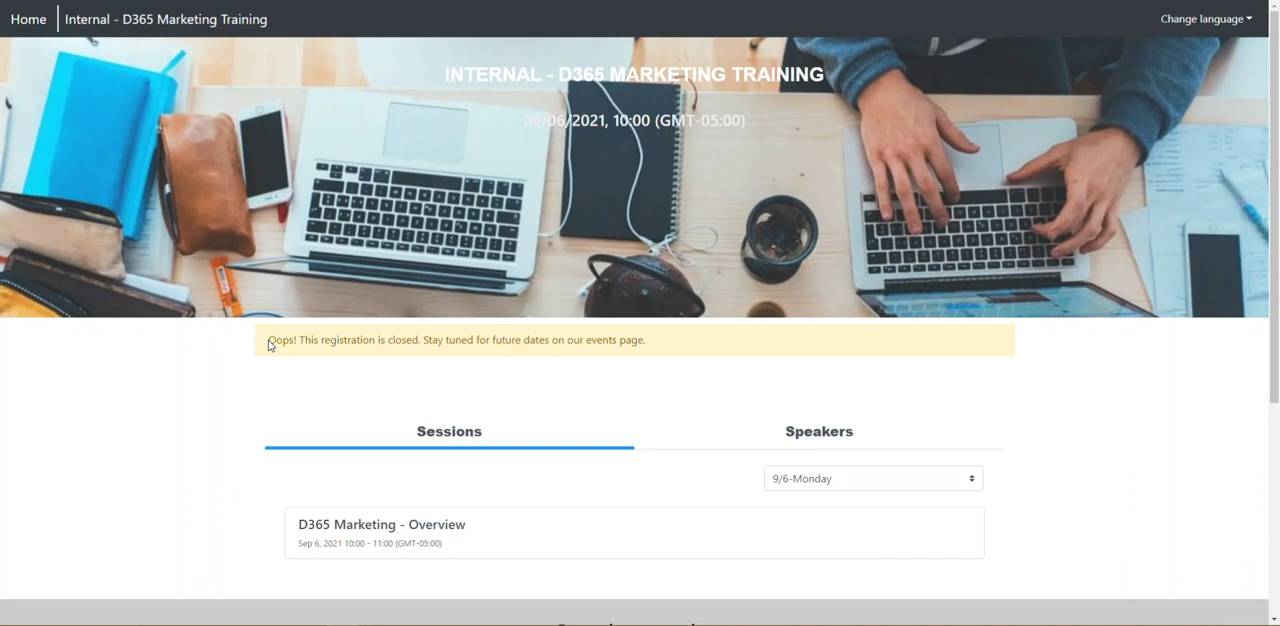 Home
Internal - D365 Marketing Training
Change language
INTERNAL - D365 MARKETING TRAINING
09/06/2021, 10:00 (GMT-05:00)
Oops! This registration is closed. Stay tuned for future dates on our events page.
Sessions
Speakers
9/6-Monday
D365 Marketing - Overview
Sep 6, 2021 10:00 - 11:00 (GMT-05:00)